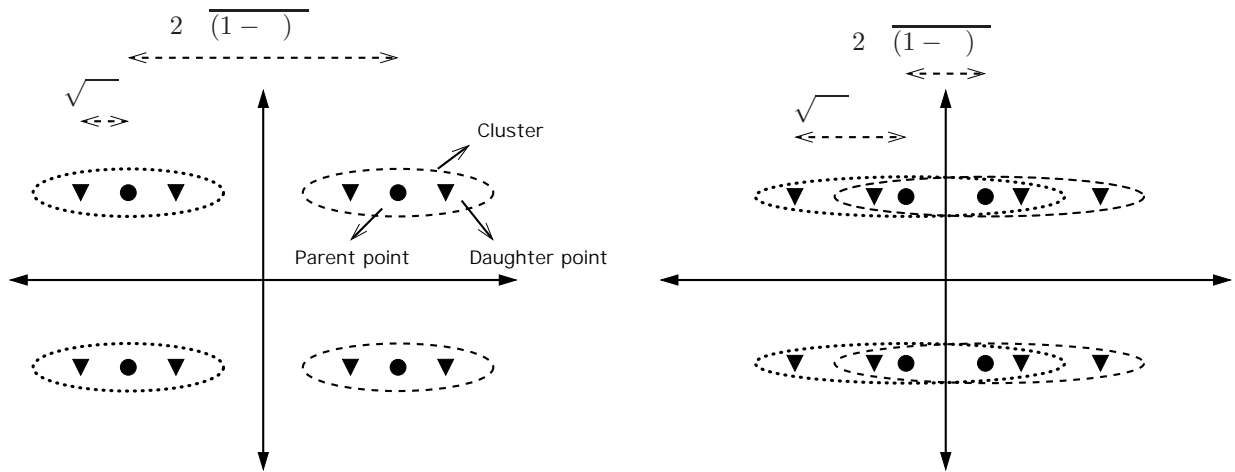 2 √(1 − )
√
Cluster
Parent point
Daughter point
2 (1 − )
√